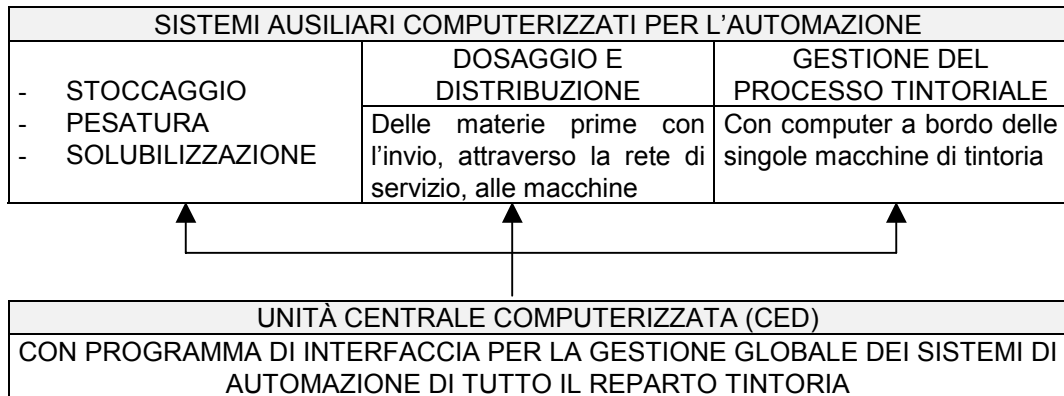 SISTEMI AUSILIARI COMPUTERIZZATI PER L'AUTOMAZIONE
- STOCCAGGIO
- PESATURA
- SOLUBILIZZAZIONE
DOSAGGIO E
DISTRIBUZIONE
Delle materie prime con
l'invio, attraverso la rete di
servizio, alle macchine
GESTIONE DEL
PROCESSO TINTORIALE
Con computer a bordo delle
singole macchine di tintoria
UNITÀ CENTRALE COMPUTERIZZATA (CED)
CON PROGRAMMA DI INTERFACCIA PER LA GESTIONE GLOBALE DEI SISTEMI DI
AUTOMAZIONE DI TUTTO IL REPARTO TINTORIA